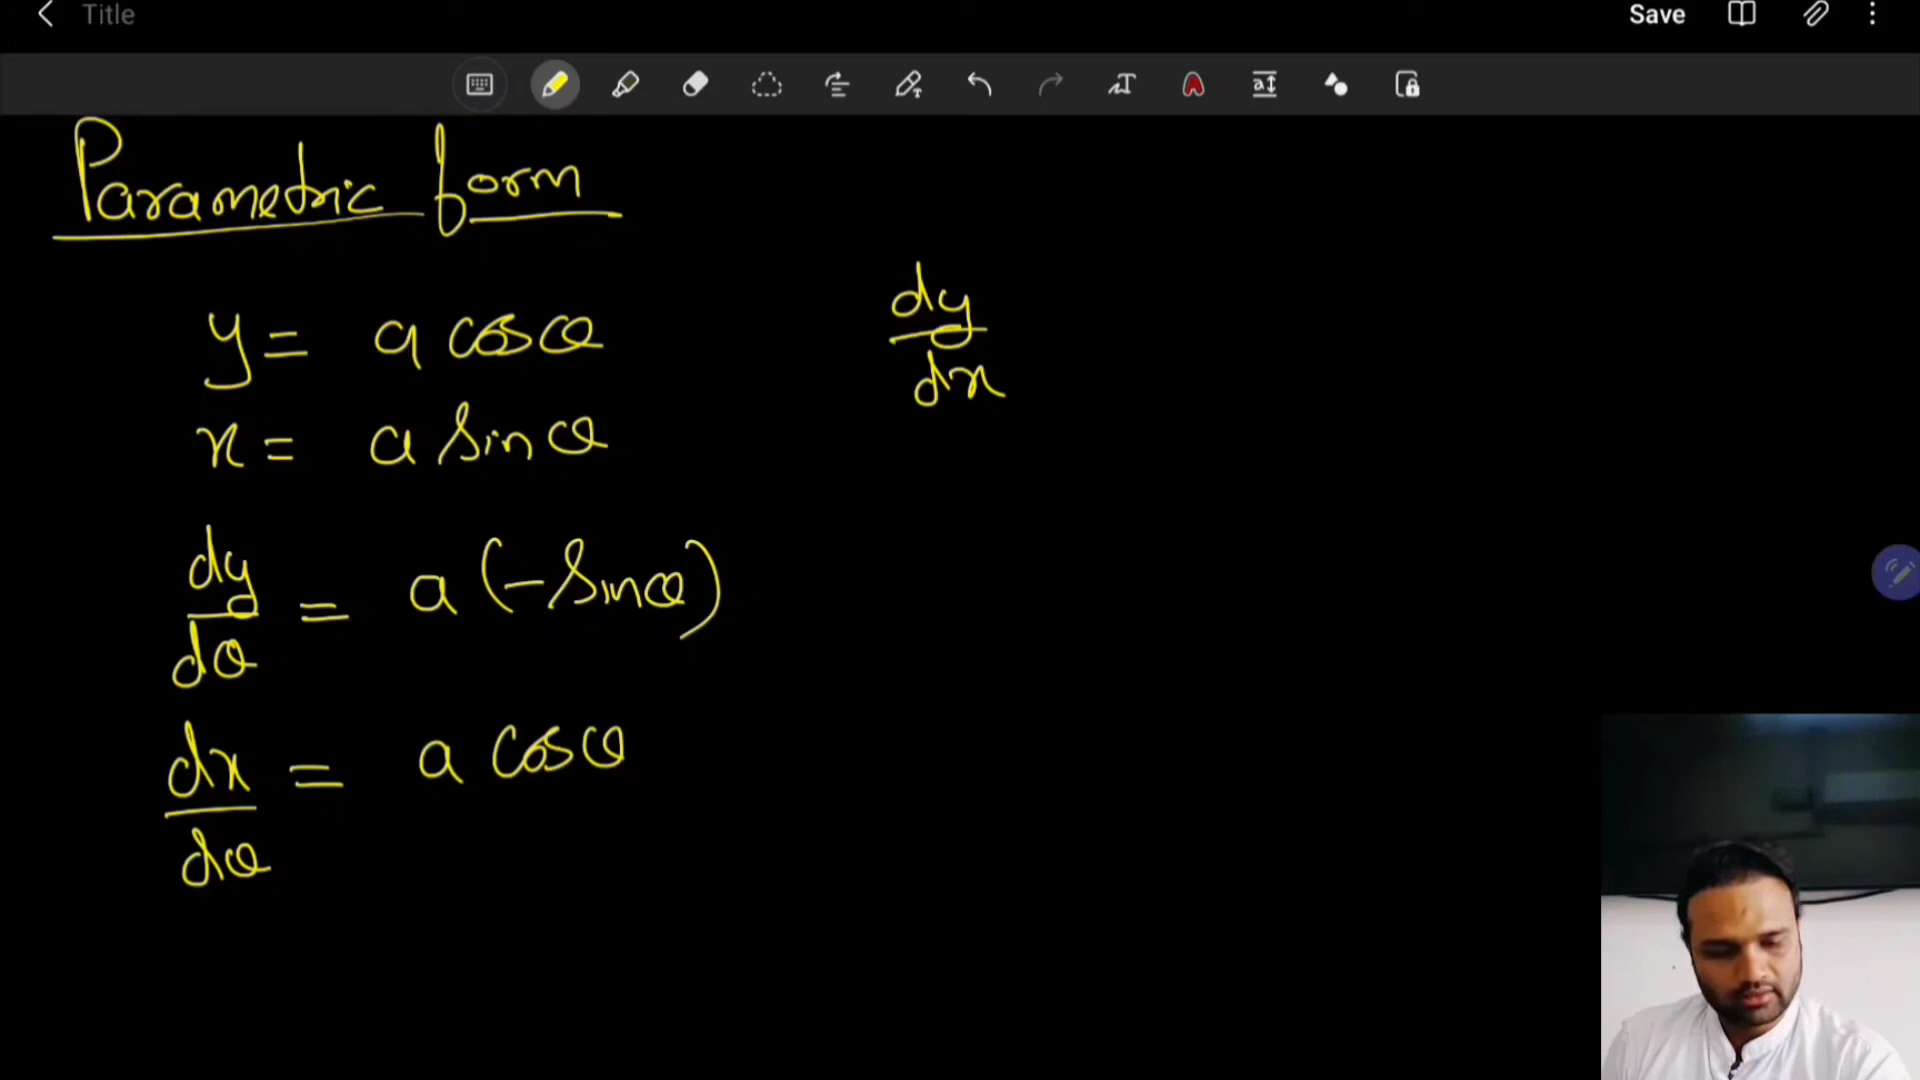 Title
Save
Parametric form
y = a cosθ
x = a sinθ
dy/dx
dy/dθ = a (-sinθ)
dx/dθ = a cosθ